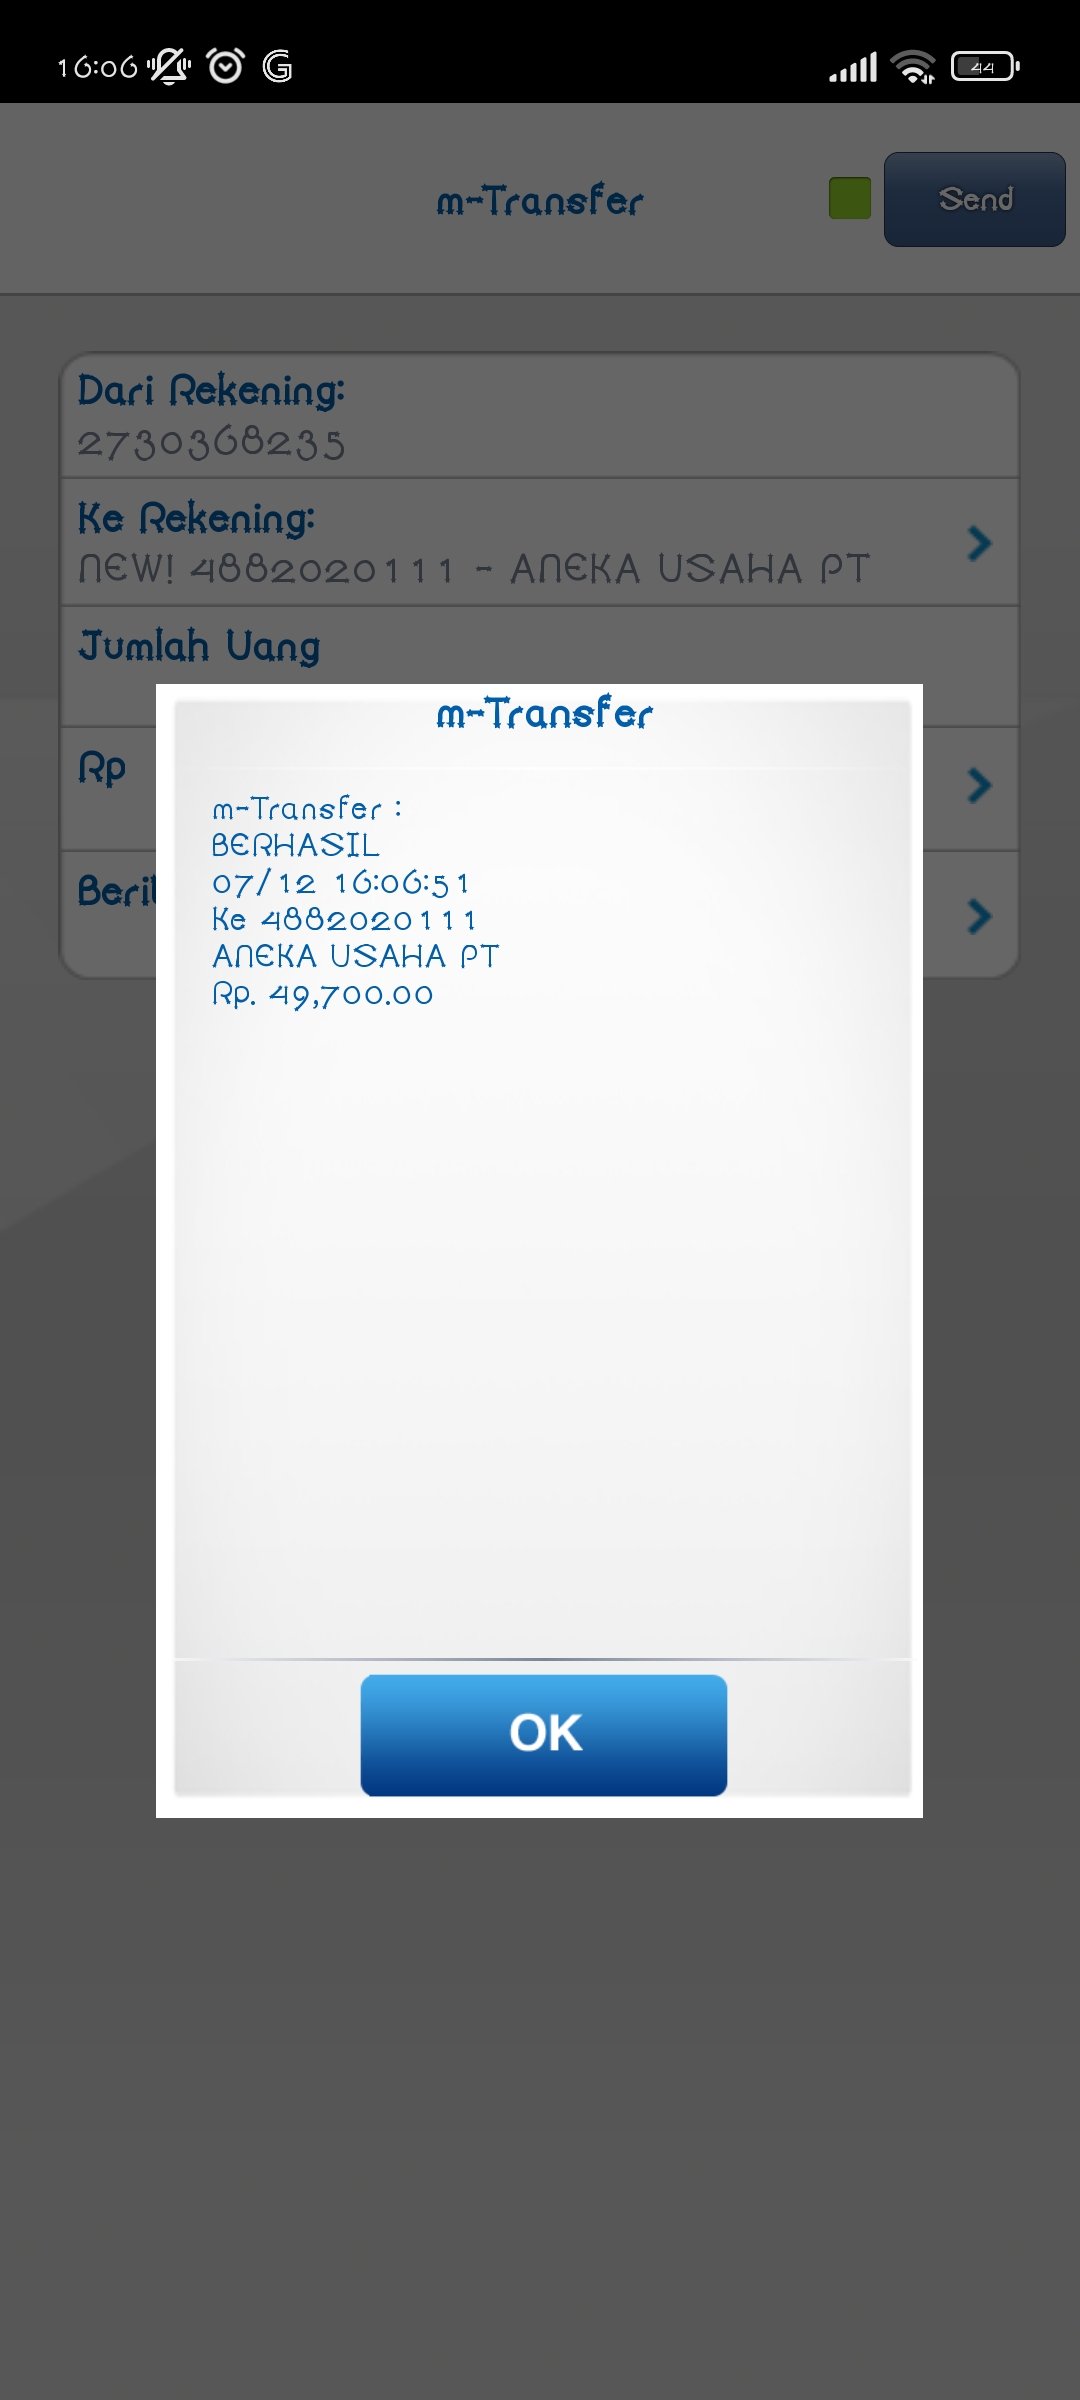 16:06
44
m-Transfer
Send
Dari Rekening:
2730368235
Ke Rekening:
NEW! 4882020111 - ANEKA USAHA PT
Jumlah Uang
Rp
Beri
m-Transfer
m-Transfer :
BERHASIL
07/12 16:06:51
Ke 4882020111
ANEKA USAHA PT
Rp. 49,700.00
OK